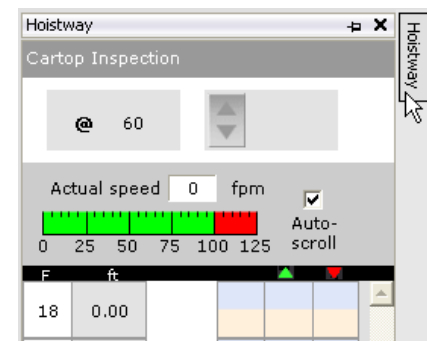 Hoistway
Hoistway
Cartop Inspection
@ 60
Actual speed 0 fpm
Auto-
scroll
0 25 50 75 100 125
F ft
18 0.00